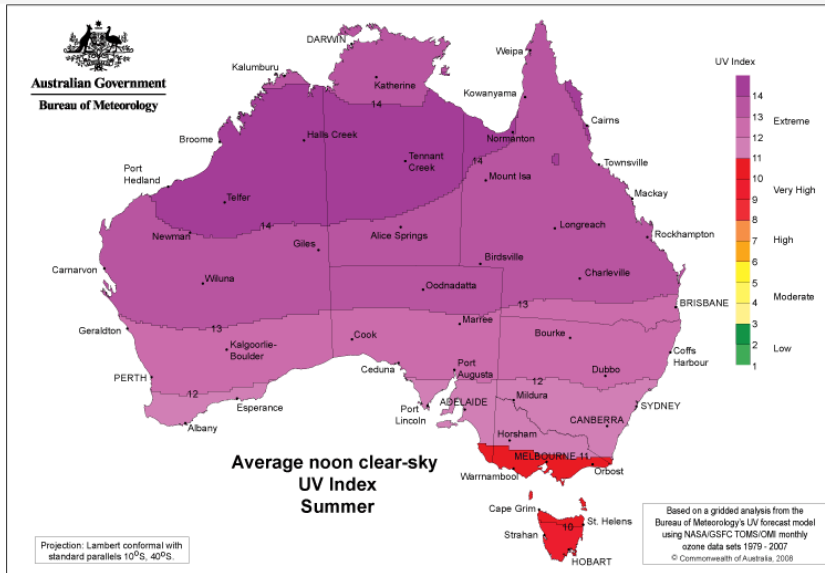 Australian Government
Bureau of Meteorology
DARWIN
Weipa
Kalumburu
Katherine
Kowanyama
14
Cairns
Broome
Halls Creek
Normanton
Tennant
Creek
14
Townsville
Port
Hedland
Mount Isa
Telfer
Mackay
14
Newman
Longreach
Alice Springs
Rockhampton
Giles
Birdsville
Carnarvon
Wiluna
Charleville
Oodnadatta
13
BRISBANE
Geraldton
13
Marree
Kalgoorlie-
Boulder
Cook
Bourke
Coffs
Harbour
Ceduna
Port
Augusta
PERTH
Dubbo
12
12
Esperance
Albany
Port
Lincoln
ADELAIDE
Mildura
SYDNEY
CANBERRA
Horsham
MELBOURNE 11
Warrnambool
Orbost
Cape Grim
10
St. Helens
Strahan
HOBART
UV Index
14
13
12
11
10
9
8
7
6
5
4
3
2
1
Extreme
Very High
High
Moderate
Low
Average noon clear-sky
UV Index
Summer
Projection: Lambert conformal with
standard parallels 10°S, 40°S.
Based on a gridded analysis from the
Bureau of Meteorology's UV forecast model
using NASA/GSFC TOMS/OMI monthly
ozone data sets 1979 - 2007
© Commonwealth of Australia, 2008